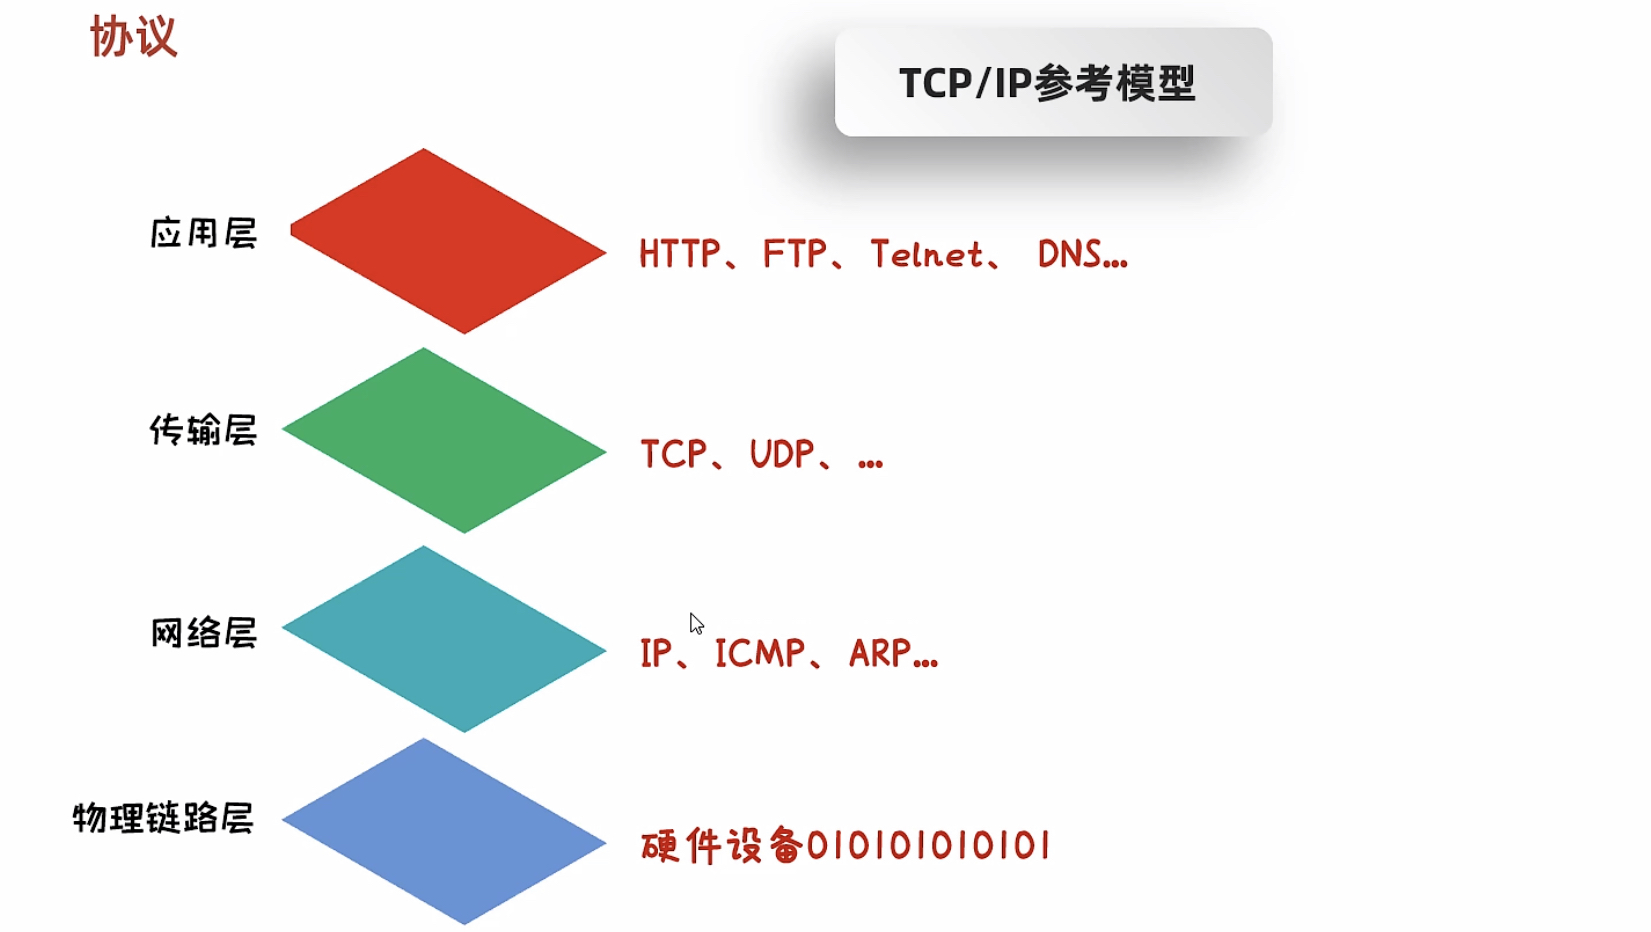 协议
TCP/IP参考模型
应用层
HTTP、FTP、Telnet、 DNS...
传输层
TCP、UDP、...
网络层
IP、ICMP、ARP...
物理链路层
硬件设备010101010101